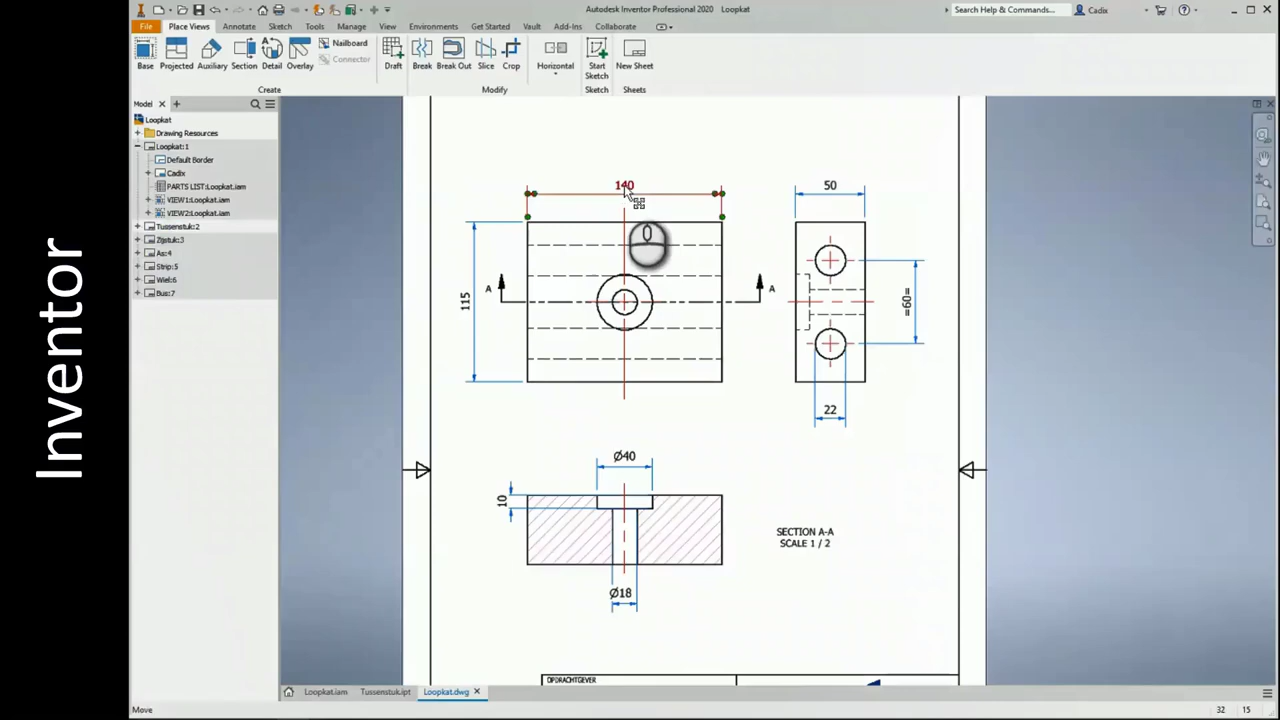 Inventor
Autodesk Inventor Professional 2020 Loopkat
Search Help & Commands...
Cadix
File Place Views Annotate Sketch Tools Manage View Environments Get Started Vault Add-Ins Collaborate
Base Projected Auxiliary Section Detail Overlay
Nailboard
Connector
Draft
Break Break Out Slice Crop
Horizontal
Start Sketch
New Sheet
Create Modify Sketch Sheets
Model
Loopkat
Drawing Resources
Loopkat:1
Default Border
Cadix
PARTS LIST:Loopkat.iam
VIEW1:Loopkat.iam
VIEW2:Loopkat.iam
Tussenstuk:2
Zijstuk:3
As:4
Strip:5
Wiel:6
Bus:7
140
50
A A
115
=60=
22
Ø40
10
SECTION A-A
SCALE 1 / 2
Ø18
OPDRACHTGEVER
Loopkat.iam Tussenstuk.ipt Loopkat.dwg
Move
32 15